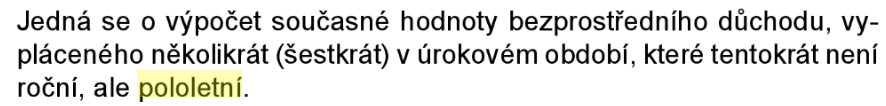 Jedná se o výpočet současné hodnoty bezprostředního důchodu, vy-
pláceného několikrát (šestkrát) v úrokovém období, které tentokrát není
roční, ale pololetní.